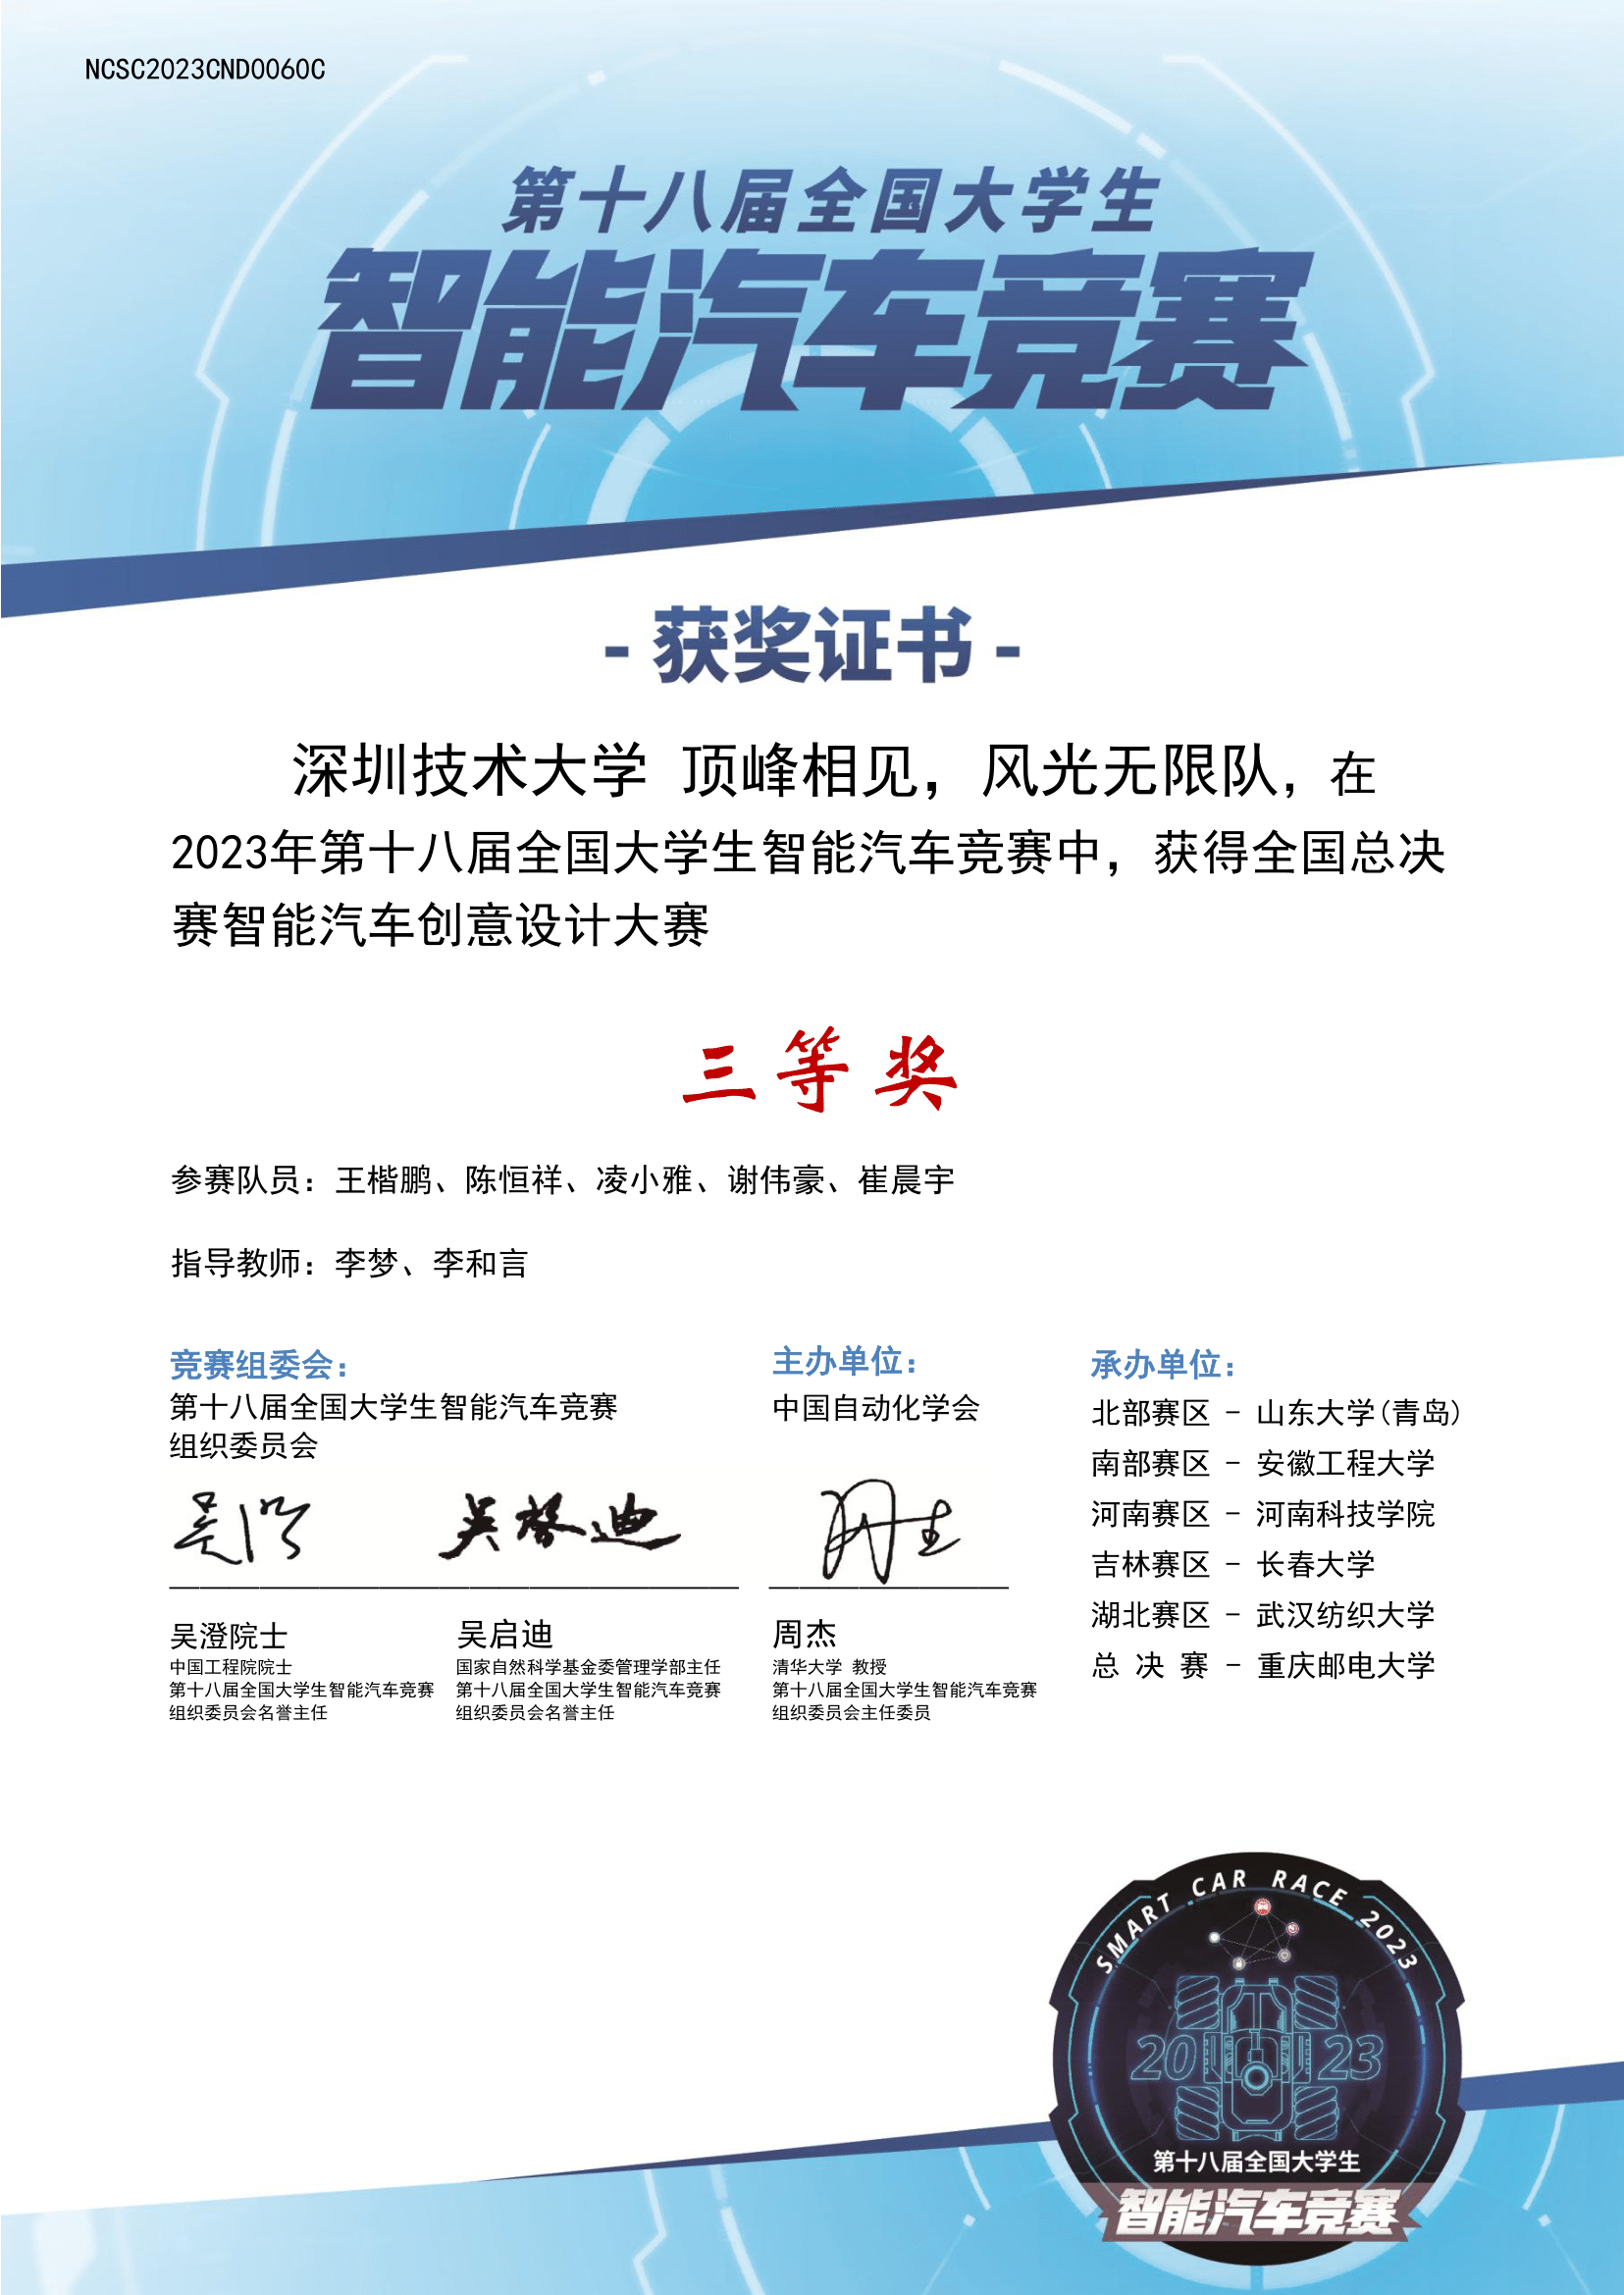 NCSC2023CND0060C
第十八届全国大学生
智能汽车竞赛
- 获奖证书 -
深圳技术大学 顶峰相见，风光无限队，在
2023年第十八届全国大学生智能汽车竞赛中，获得全国总决
赛智能汽车创意设计大赛
三等奖
参赛队员：王楷鹏、陈恒祥、凌小雅、谢伟豪、崔晨宇
指导教师：李梦、李和言
竞赛组委会：
第十八届全国大学生智能汽车竞赛
组织委员会
吴澄
吴启迪
吴澄院士
中国工程院院士
第十八届全国大学生智能汽车竞赛
组织委员会名誉主任
吴启迪
国家自然科学基金委管理学部主任
第十八届全国大学生智能汽车竞赛
组织委员会名誉主任
主办单位：
中国自动化学会
周杰
清华大学 教授
第十八届全国大学生智能汽车竞赛
组织委员会主任委员
承办单位：
北部赛区 - 山东大学(青岛)
南部赛区 - 安徽工程大学
河南赛区 - 河南科技学院
吉林赛区 - 长春大学
湖北赛区 - 武汉纺织大学
总 决 赛 - 重庆邮电大学
SMART CAR RACE 2023
20 23
第十八届全国大学生
智能汽车竞赛